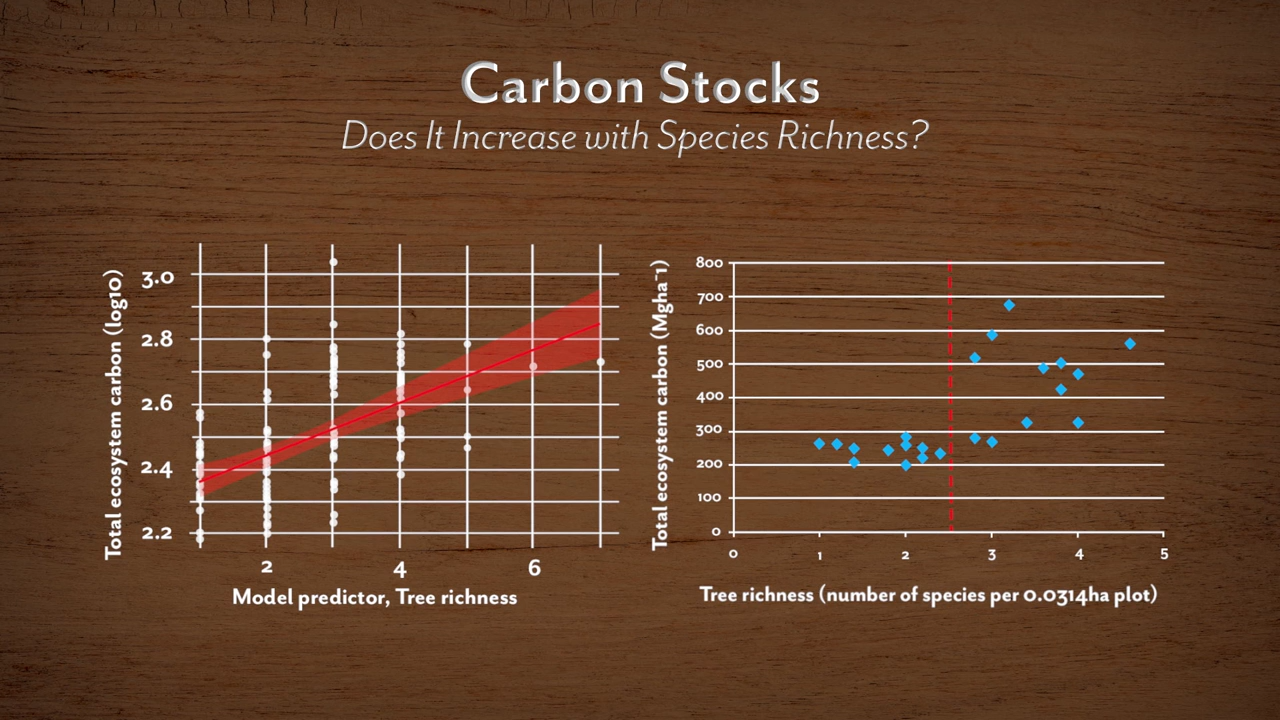 Carbon Stocks
Does It Increase with Species Richness?
Total ecosystem carbon (log10)
3.0
2.8
2.6
2.4
2.2
2 4 6
Model predictor, Tree richness
Total ecosystem carbon (Mgha⁻¹)
800
700
600
500
400
300
200
100
0
0 1 2 3 4 5
Tree richness (number of species per 0.0314ha plot)